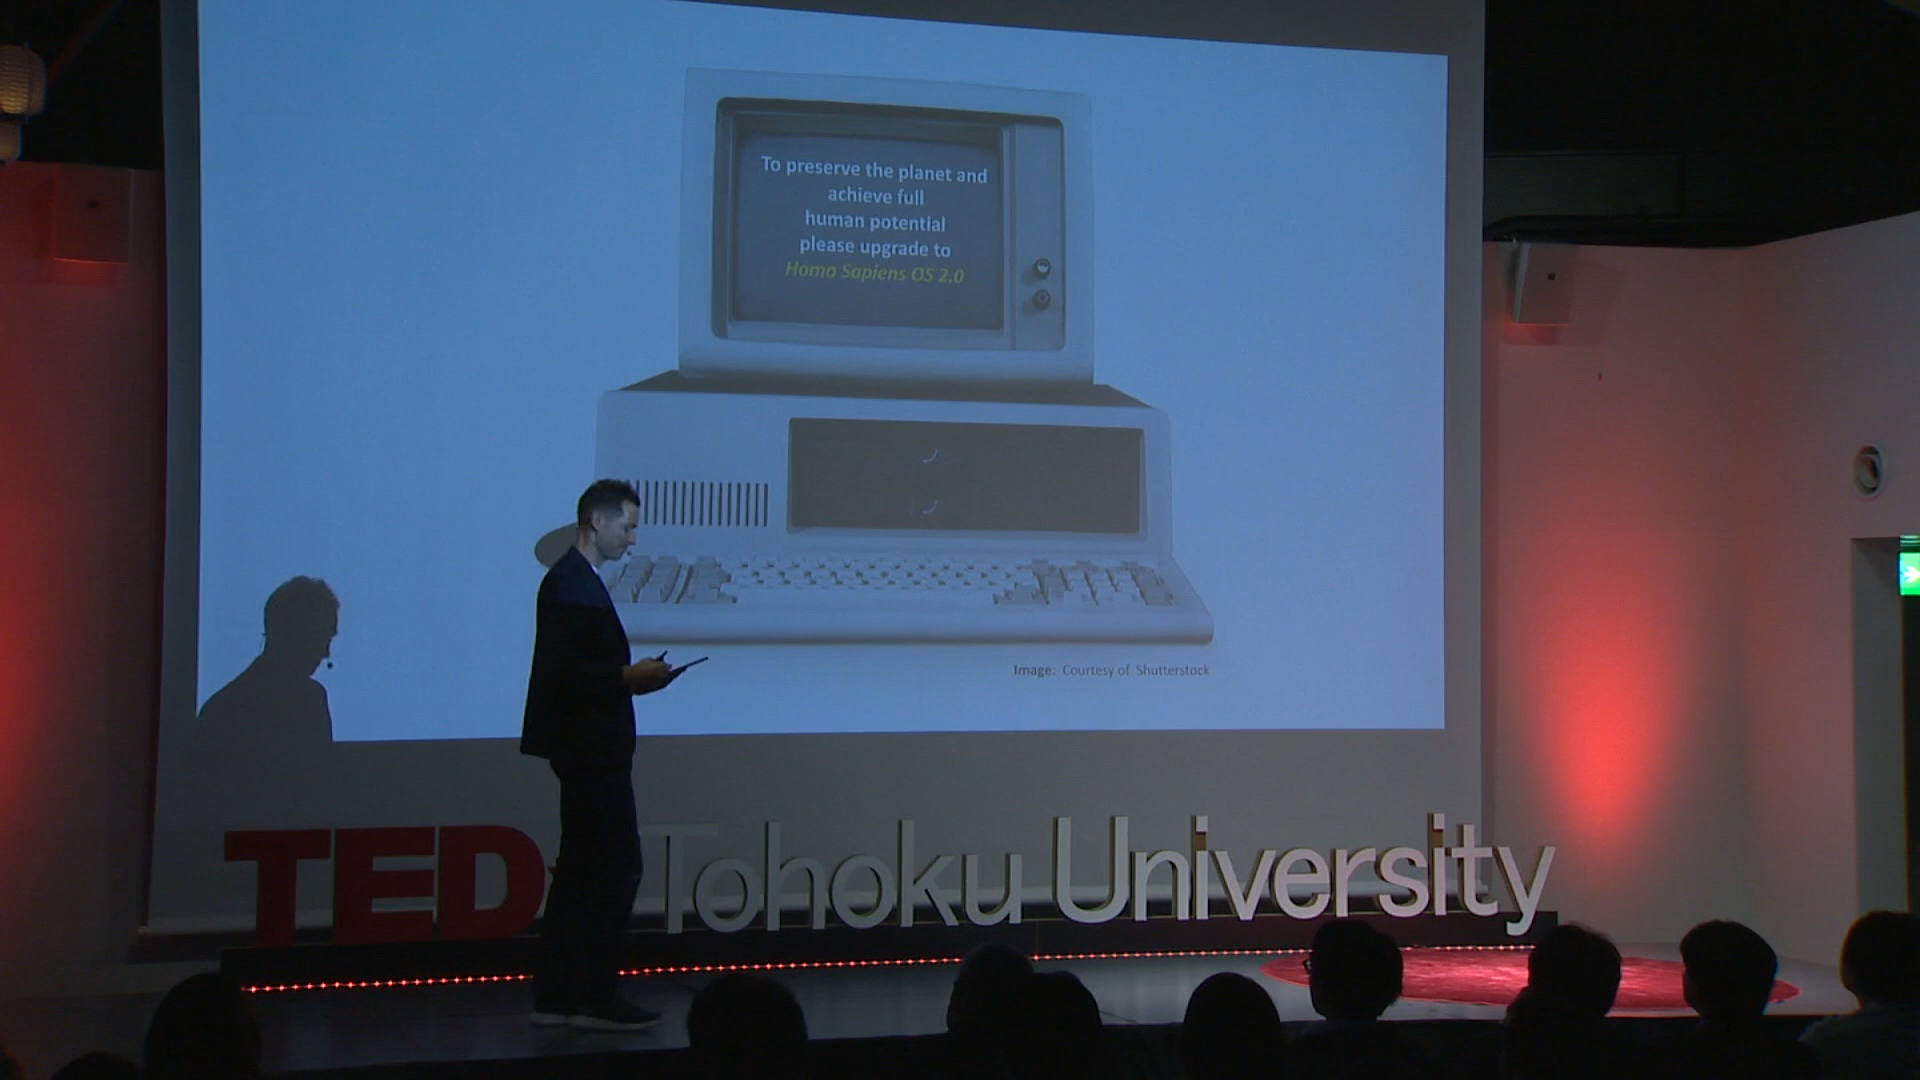 To preserve the planet and
achieve full
human potential
please upgrade to
Homo Sapiens OS 2.0
Image: Courtesy of Shutterstock
TEDx Tohoku University